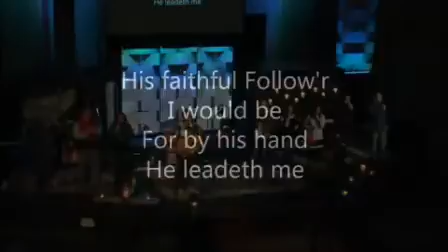 He leadeth me
His faithful Follow'r
I would be
For by his hand
He leadeth me